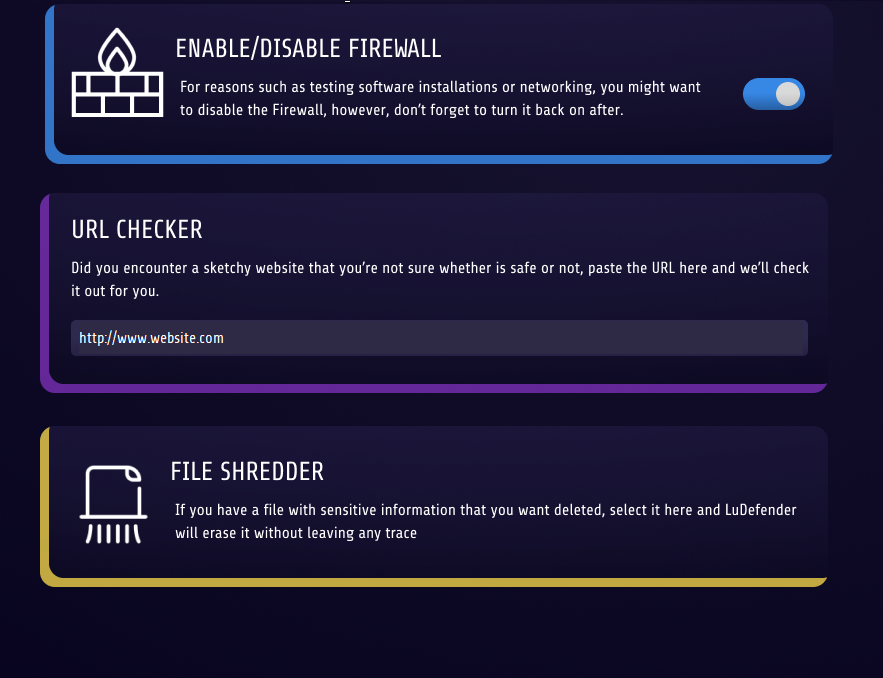 ENABLE/DISABLE FIREWALL
For reasons such as testing software installations or networking, you might want
to disable the Firewall, however, don't forget to turn it back on after.
URL CHECKER
Did you encounter a sketchy website that you're not sure whether is safe or not, paste the URL here and we'll check
it out for you.
http://www.website.com
FILE SHREDDER
If you have a file with sensitive information that you want deleted, select it here and LuDefender
will erase it without leaving any trace